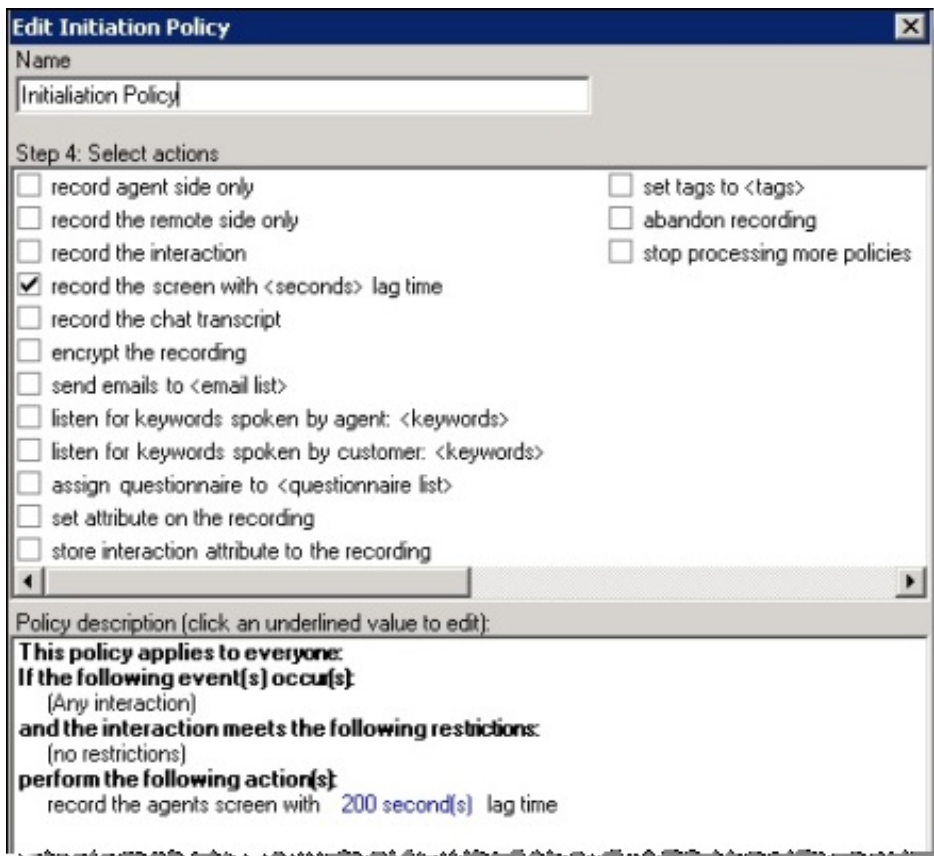 Edit Initiation Policy
Name
Initialiation Policy
Step 4: Select actions
record agent side only
record the remote side only
record the interaction
record the screen with <seconds> lag time
record the chat transcript
encrypt the recording
send emails to <email list>
listen for keywords spoken by agent: <keywords>
listen for keywords spoken by customer: <keywords>
assign questionnaire to <questionnaire list>
set attribute on the recording
store interaction attribute to the recording
set tags to <tags>
abandon recording
stop processing more policies
Policy description (click an underlined value to edit):
This policy applies to everyone:
If the following event(s) occur(s):
(Any interaction)
and the interaction meets the following restrictions:
(no restrictions)
perform the following action(s):
record the agents screen with 200 second(s) lag time